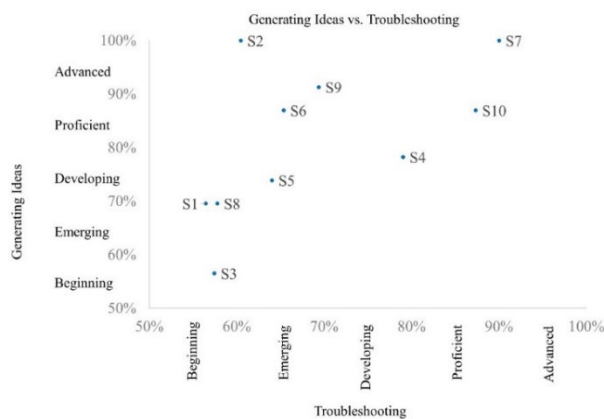 Generating Ideas vs. Troubleshooting
100%
S2
S7
Advanced
S9
90%
S6
S10
Proficient
80%
S4
Developing
S5
70%
S1
S8
Emerging
60%
S3
Beginning
50%
Generating Ideas
50%
60%
70%
80%
90%
100%
Beginning
Emerging
Developing
Proficient
Advanced
Troubleshooting